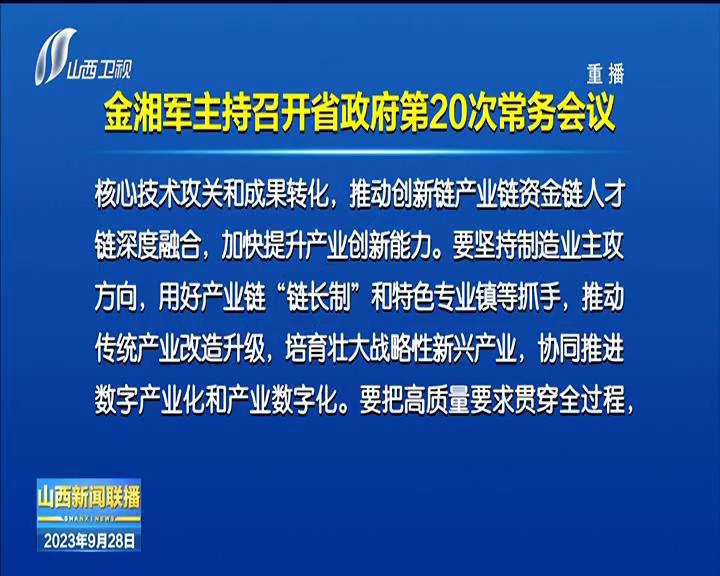 山西卫视
重播
金湘军主持召开省政府第20次常务会议
核心技术攻关和成果转化，推动创新链产业链资金链人才
链深度融合，加快提升产业创新能力。要坚持制造业主攻
方向，用好产业链“链长制”和特色专业镇等抓手，推动
传统产业改造升级，培育壮大战略性新兴产业，协同推进
数字产业化和产业数字化。要把高质量要求贯穿全过程，
山西新闻联播
SHANXI NEWS
2023年9月28日